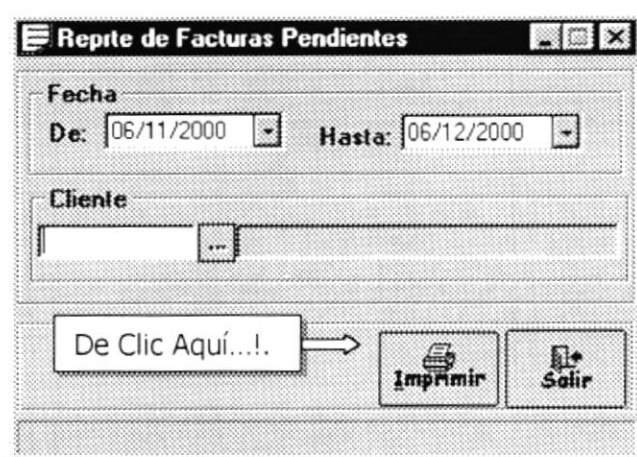 Reprte de Facturas Pendientes
Fecha
De: 06/11/2000 Hasta: 06/12/2000
Cliente
...
De Clic Aquí...!.
Imprimir Salir